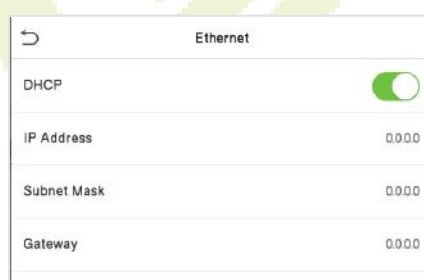 Ethernet
DHCP
IP Address 0.0.0.0
Subnet Mask 0.0.0.0
Gateway 0.0.0.0